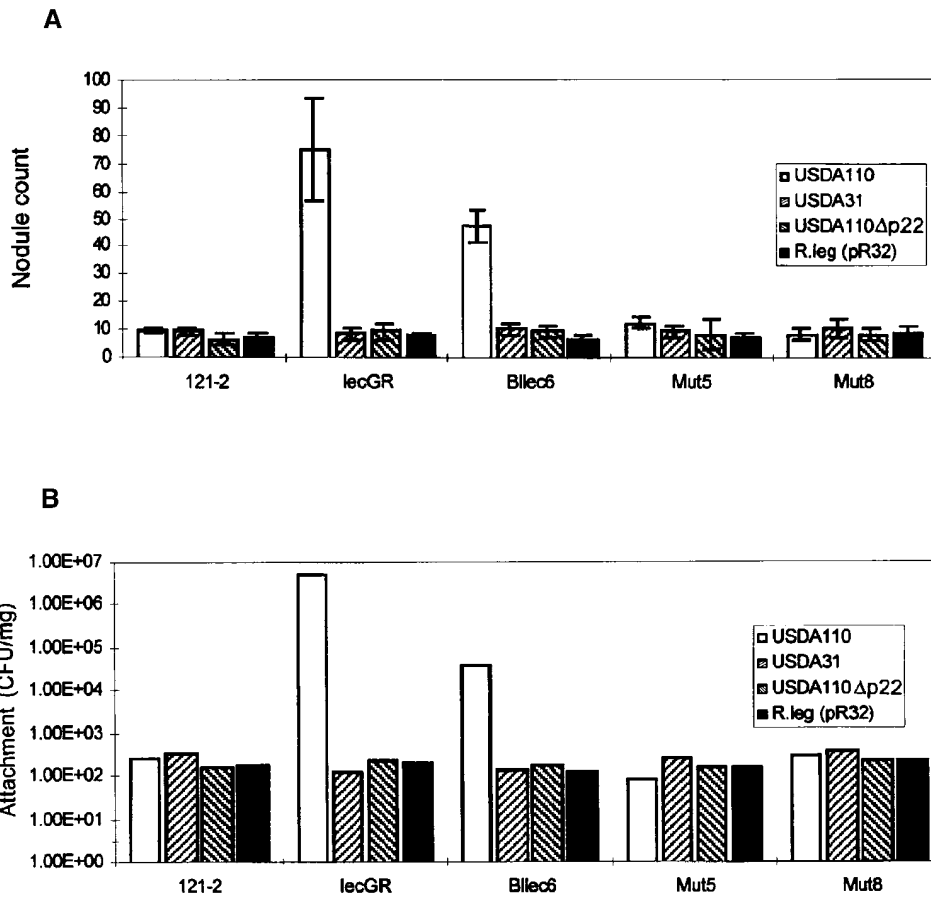 A
Nodule count
100
90
80
70
60
50
40
30
20
10
0
USDA110
USDA31
USDA110Δp22
R.leg (pR32)
121-2
lecGR
Bllec6
Mut5
Mut8
B
Attachment (CFU/mg)
1.00E+07
1.00E+06
1.00E+05
1.00E+04
1.00E+03
1.00E+02
1.00E+01
1.00E+00
USDA110
USDA31
USDA110Δp22
R.leg (pR32)
121-2
lecGR
Bllec6
Mut5
Mut8